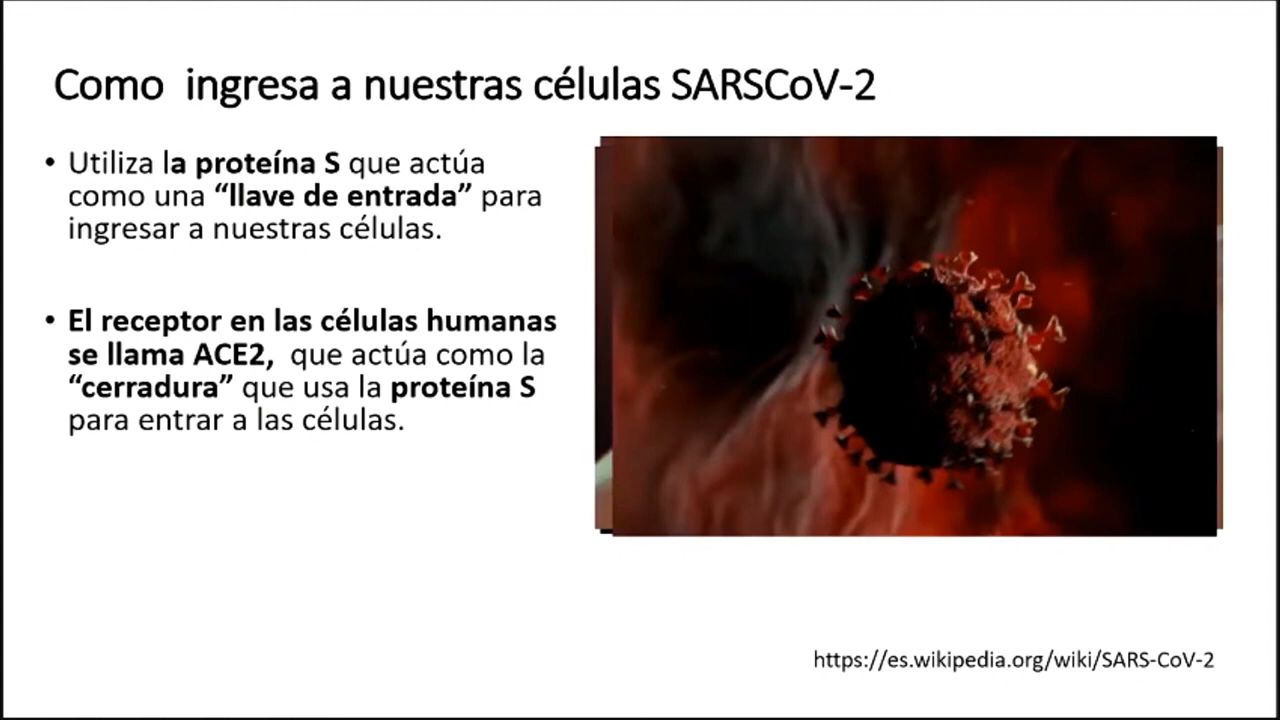 Como  ingresa a nuestras células SARSCoV-2
• Utiliza la proteína S que actúa
como una “llave de entrada” para
ingresar a nuestras células.
• El receptor en las células humanas
se llama ACE2,  que actúa como la
“cerradura” que usa la proteína S
para entrar a las células.
https://es.wikipedia.org/wiki/SARS-CoV-2